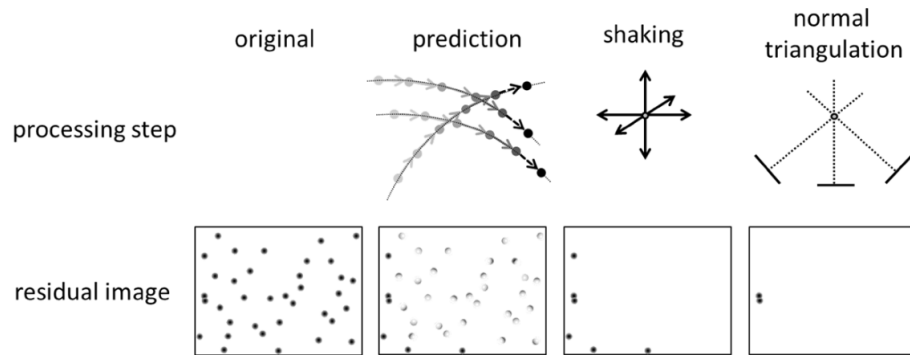 original
prediction
shaking
normal
triangulation
processing step
residual image